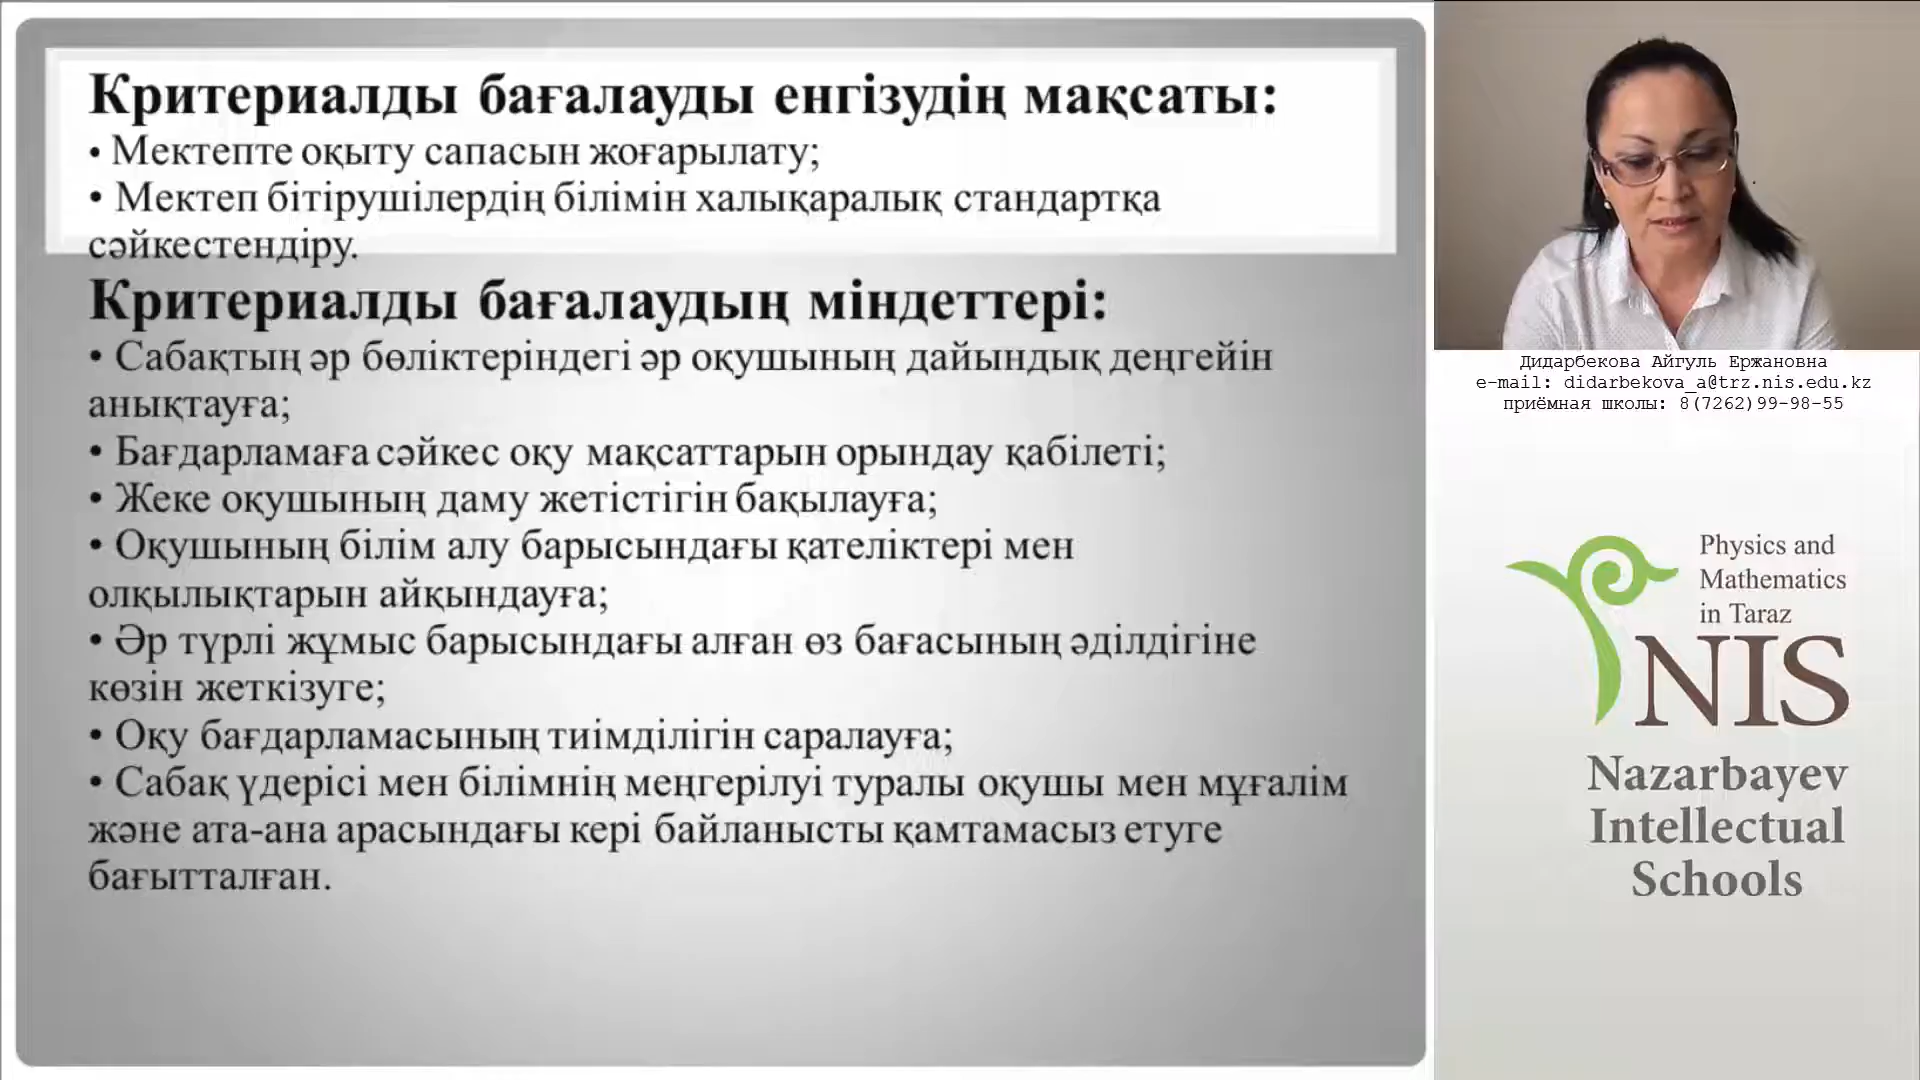 Критериалды бағалауды енгізудің мақсаты:
• Мектепте оқыту сапасын жоғарылату;
• Мектеп бітірушілердің білімін халықаралық стандартқа
сәйкестендіру.
Критериалды бағалаудың міндеттері:
• Сабақтың әр бөліктеріндегі әр оқушының дайындық деңгейін
анықтауға;
• Бағдарламаға сәйкес оқу мақсаттарын орындау қабілеті;
• Жеке оқушының даму жетістігін бақылауға;
• Оқушының білім алу барысындағы қателіктері мен
олқылықтарын айқындауға;
• Әр түрлі жұмыс барысындағы алған өз бағасының әділдігіне
көзін жеткізуге;
• Оқу бағдарламасының тиімділігін саралауға;
• Сабақ үдерісі мен білімнің меңгерілуі туралы оқушы мен мұғалім
және ата-ана арасындағы кері байланысты қамтамасыз етуге
бағытталған.
Дидарбекова Айгуль Ержановна
e-mail: didarbekova_a@trz.nis.edu.kz
приёмная школы: 8(7262)99-98-55
Physics and
Mathematics
in Taraz
NIS
Nazarbayev
Intellectual
Schools